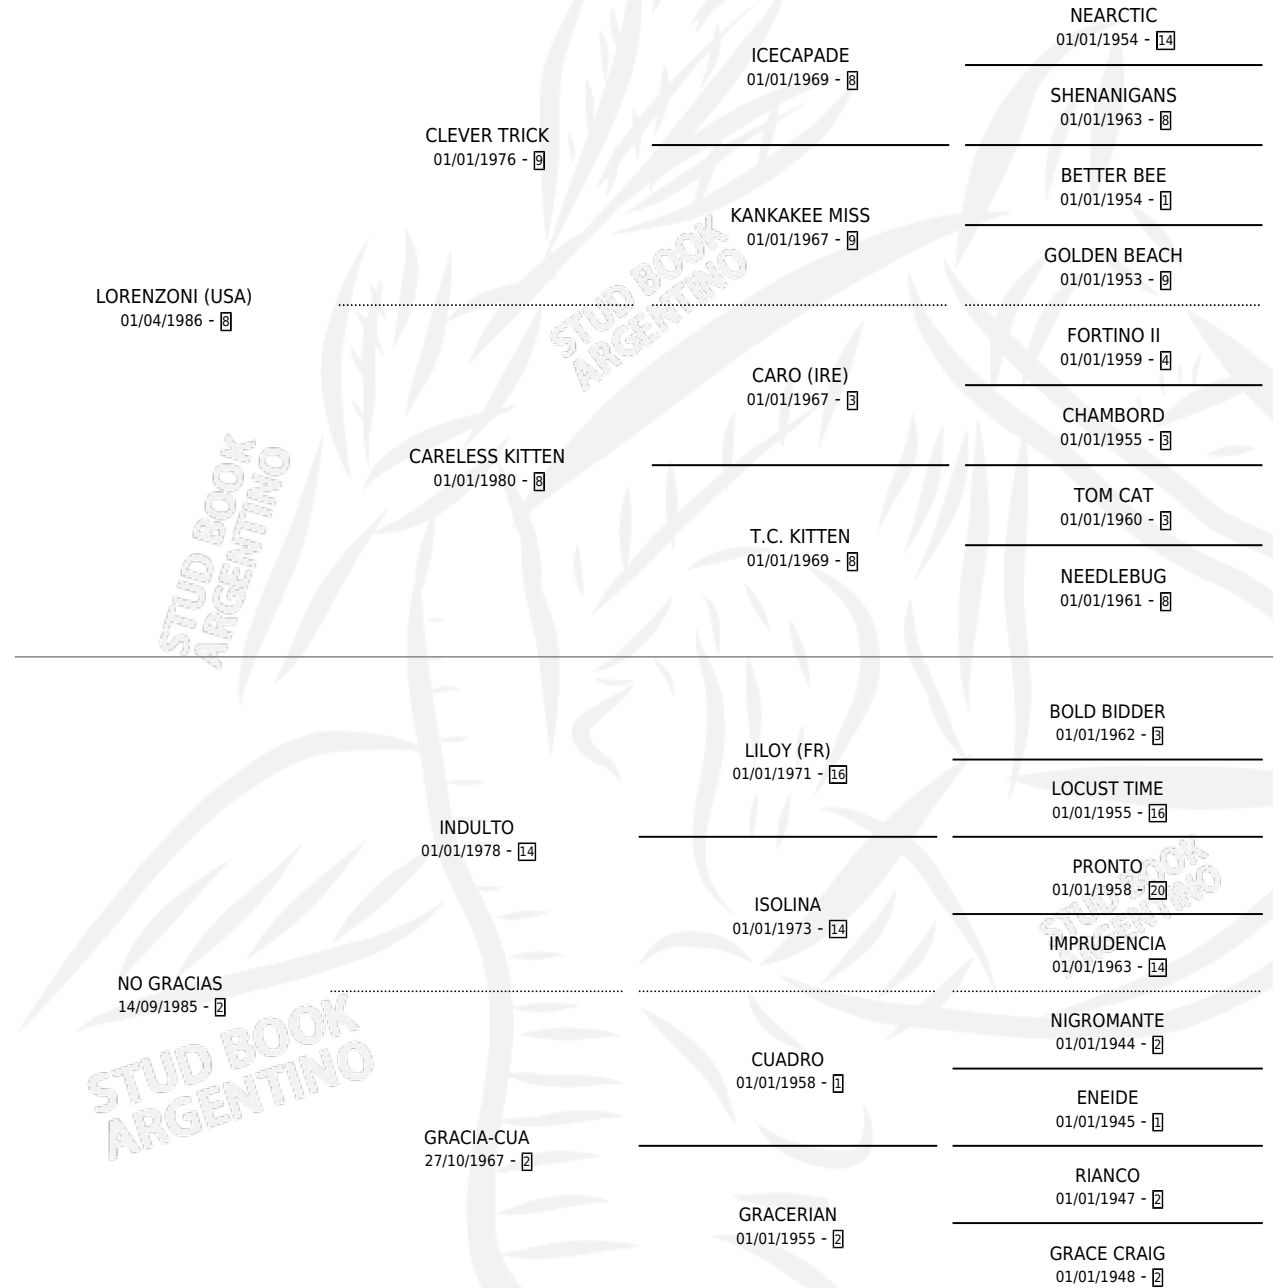 NEARCTIC
01/01/1954 - 14
ICECAPADE
01/01/1969 - 8
SHENANIGANS
01/01/1963 - 8
CLEVER TRICK
01/01/1976 - 9
BETTER BEE
01/01/1954 - 1
KANKAKEE MISS
01/01/1967 - 9
GOLDEN BEACH
01/01/1953 - 9
LORENZONI (USA)
01/04/1986 - 8
STUD BOOK
ARGENTINO
FORTINO II
01/01/1959 - 4
CARO (IRE)
01/01/1967 - 3
CHAMBORD
01/01/1955 - 3
CARELESS KITTEN
01/01/1980 - 8
TOM CAT
01/01/1960 - 3
T.C. KITTEN
01/01/1969 - 8
NEEDLEBUG
01/01/1961 - 8
STUD BOOK
ARGENTINO
BOLD BIDDER
01/01/1962 - 3
LILOY (FR)
01/01/1971 - 16
LOCUST TIME
01/01/1955 - 16
INDULTO
01/01/1978 - 14
PRONTO
01/01/1958 - 20
ISOLINA
01/01/1973 - 14
IMPRUDENCIA
01/01/1963 - 14
STUD BOOK
ARGENTINO
NO GRACIAS
14/09/1985 - 2
NIGROMANTE
01/01/1944 - 2
CUADRO
01/01/1958 - 1
ENEIDE
01/01/1945 - 1
STUD BOOK
ARGENTINO
GRACIA-CUA
27/10/1967 - 2
RIANCO
01/01/1947 - 2
GRACERIAN
01/01/1955 - 2
GRACE CRAIG
01/01/1948 - 2